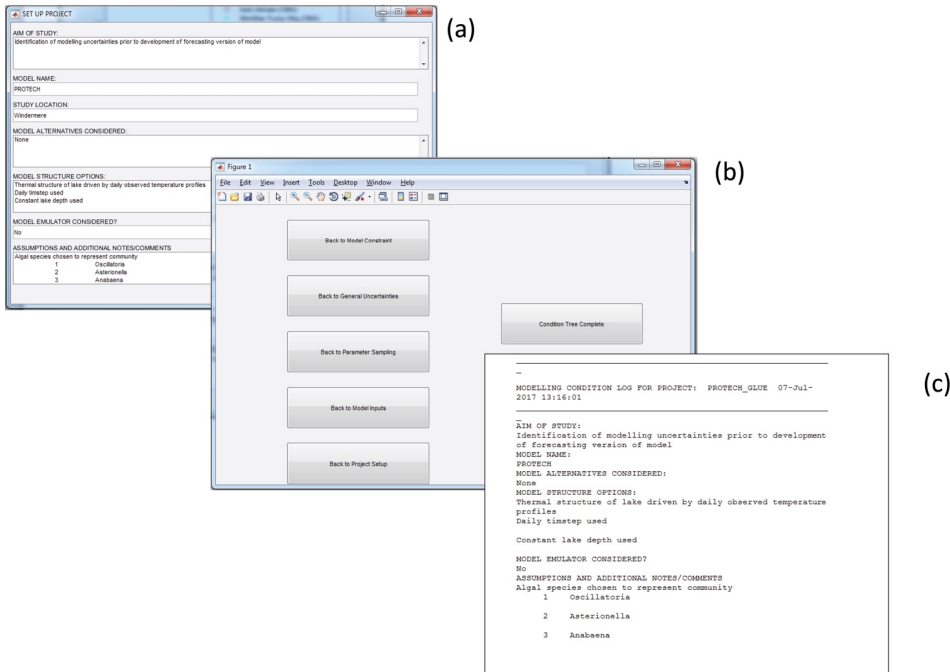 SET UP PROJECT
AIM OF STUDY:
Identification of modelling uncertainties prior to development of forecasting version of model
MODEL NAME:
PROTECH
STUDY LOCATION:
Windermere
MODEL ALTERNATIVES CONSIDERED:
None
MODEL STRUCTURE OPTIONS:
Thermal structure of lake driven by daily observed temperature profiles
Daily timstep used
Constant lake depth used
MODEL EMULATOR CONSIDERED?
No
ASSUMPTIONS AND ADDITIONAL NOTES/COMMENTS
Algal species chosen to represent community
1 Oscillatoria
2 Asterionella
3 Anabaena
(a)
Figure 1
File Edit View Insert Tools Desktop Window Help
Back to Model Constraint
Back to General Uncertainties
Back to Parameter Sampling
Back to Model Inputs
Back to Project Setup
Condition Tree Complete
(b)
MODELLING CONDITION LOG FOR PROJECT: PROTECH_GLUE 07-Jul-
2017 13:16:01
AIM OF STUDY:
Identification of modelling uncertainties prior to development
of forecasting version of model
MODEL NAME:
PROTECH
MODEL ALTERNATIVES CONSIDERED:
None
MODEL STRUCTURE OPTIONS:
Thermal structure of lake driven by daily observed temperature
profiles
Daily timstep used
Constant lake depth used
MODEL EMULATOR CONSIDERED?
No
ASSUMPTIONS AND ADDITIONAL NOTES/COMMENTS
Algal species chosen to represent community
1 Oscillatoria
2 Asterionella
3 Anabaena
(c)